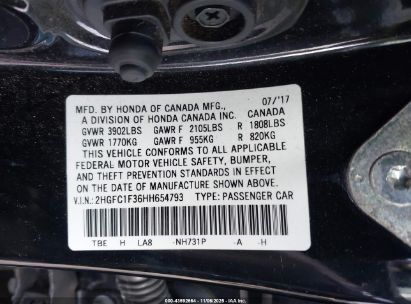 MFD. BY HONDA OF CANADA MFG., 07/'17
A DIVISION OF HONDA CANADA INC. CANADA
GVWR 3902LBS GAWR F 2105LBS R 1808LBS
GVWR 1770KG GAWR F 955KG R 820KG
THIS VEHICLE CONFORMS TO ALL APPLICABLE
FEDERAL MOTOR VEHICLE SAFETY, BUMPER,
AND THEFT PREVENTION STANDARDS IN EFFECT
ON THE DATE OF MANUFACTURE SHOWN ABOVE.
V.I.N.: 2HGFC1F36HH654793 TYPE: PASSENGER CAR
TBE H LA8 -NH731P -A -H